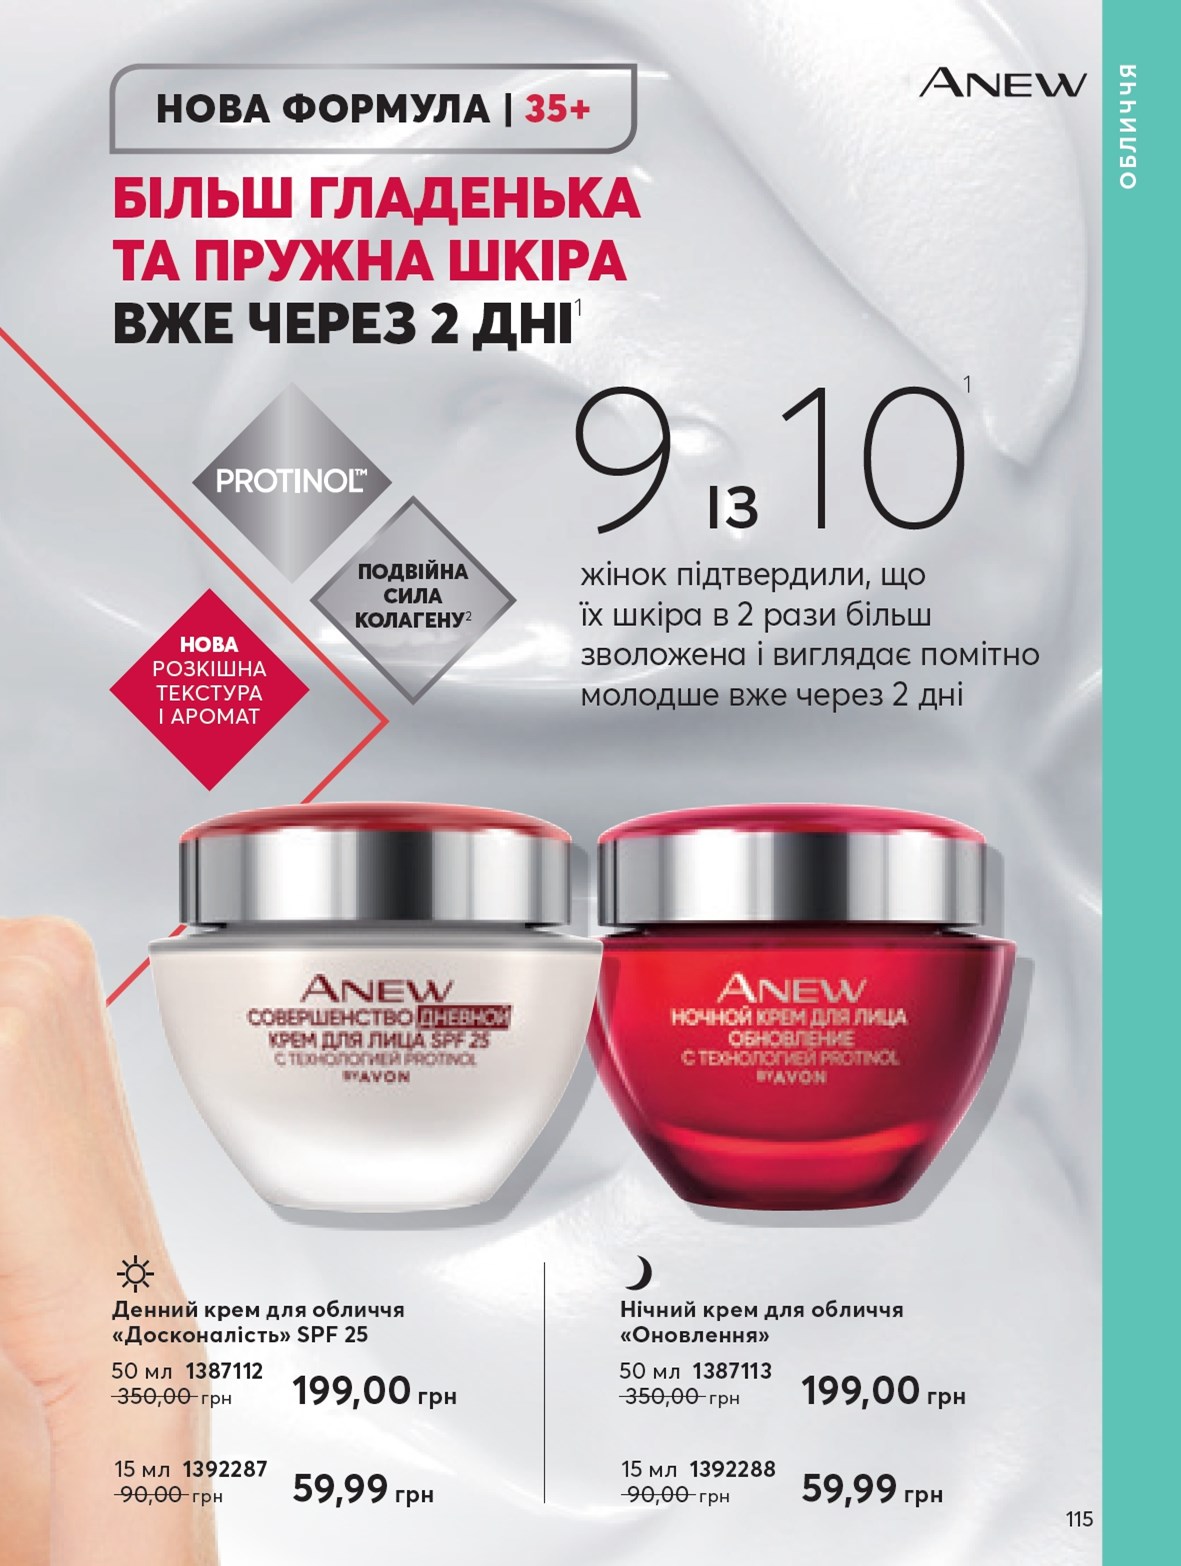 ANEW
ОБЛИЧЧЯ
НОВА ФОРМУЛА | 35+
БІЛЬШ ГЛАДЕНЬКА
ТА ПРУЖНА ШКІРА
ВЖЕ ЧЕРЕЗ 2 ДНІ¹
PROTINOL™
ПОДВІЙНА
СИЛА
КОЛАГЕНУ²
НОВА
РОЗКІШНА
ТЕКСТУРА
І АРОМАТ
9 ІЗ 10¹
жінок підтвердили, що
їх шкіра в 2 рази більш
зволожена і виглядає помітно
молодше вже через 2 дні
ANEW
СОВЕРШЕНСТВО ДНЕВНОЙ
КРЕМ ДЛЯ ЛИЦА SPF 25
С ТЕХНОЛОГИЕЙ PROTINOL
BY AVON
ANEW
НОЧНОЙ КРЕМ ДЛЯ ЛИЦА
ОБНОВЛЕНИЕ
С ТЕХНОЛОГИЕЙ PROTINOL
BY AVON
Денний крем для обличчя
«Досконалість» SPF 25
50 мл 1387112
350,00 грн
199,00 грн
15 мл 1392287
90,00 грн
59,99 грн
Нічний крем для обличчя
«Оновлення»
50 мл 1387113
350,00 грн
199,00 грн
15 мл 1392288
90,00 грн
59,99 грн
115